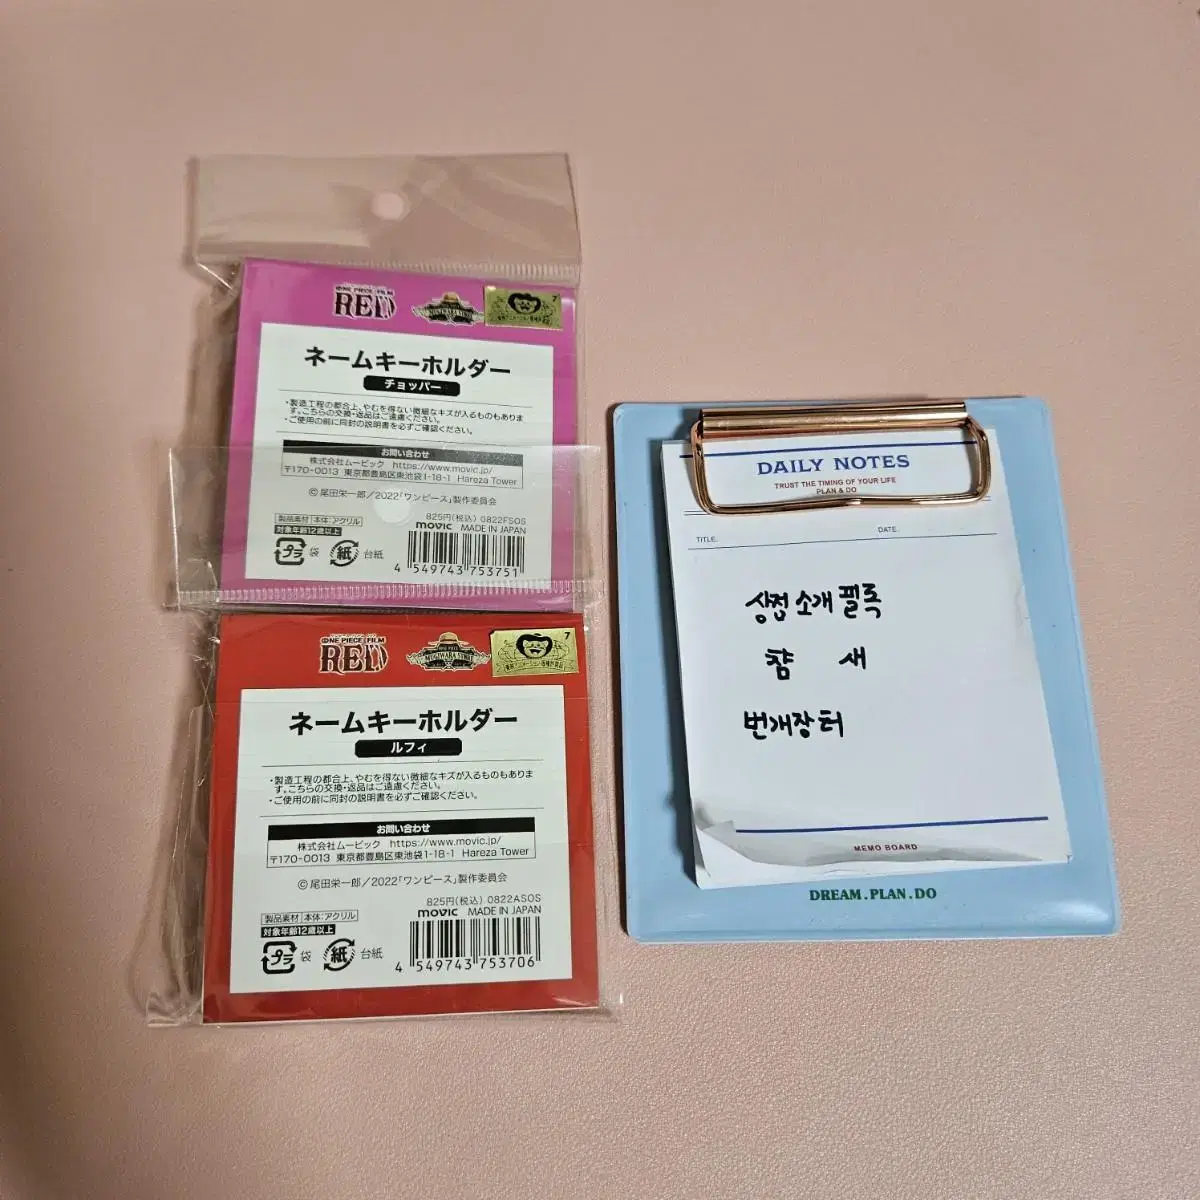 ONE PIECE FILM
RED
MUGIWARA STORE
7
ネームキーホルダー
チョッパー
・製造工程の都合上、やむを得ない微細なキズが入るものもありま
す。こちらの交換・返品はご遠慮ください。
・ご使用の前に同封の説明書を必ずご確認ください。
お問い合わせ
株式会社ムービック https://www.movic.jp/
〒170-0013 東京都豊島区東池袋1-18-1 Hareza Tower
©尾田栄一郎/2022「ワンピース」製作委員会
825円(税込) 0822FSOS
movic MADE IN JAPAN
製品素材 本体:アクリル
対象年齢12歳以上
プラ 袋 紙 台紙
4 549743 753751
ONE PIECE FILM
RED
MUGIWARA STORE
7
ネームキーホルダー
ルフィ
・製造工程の都合上、やむを得ない微細なキズが入るものもありま
す。こちらの交換・返品はご遠慮ください。
・ご使用の前に同封の説明書を必ずご確認ください。
お問い合わせ
株式会社ムービック https://www.movic.jp/
〒170-0013 東京都豊島区東池袋1-18-1 Hareza Tower
©尾田栄一郎/2022「ワンピース」製作委員会
825円(税込) 0822ASOS
movic MADE IN JAPAN
製品素材 本体:アクリル
対象年齢12歳以上
プラ 袋 紙 台紙
4 549743 753706
DAILY NOTES
TRUST THE TIMING OF YOUR LIFE
PLAN & DO
TITLE. DATE.
상점소개 필독
참 새
번개장터
MEMO BOARD
DREAM.PLAN.DO